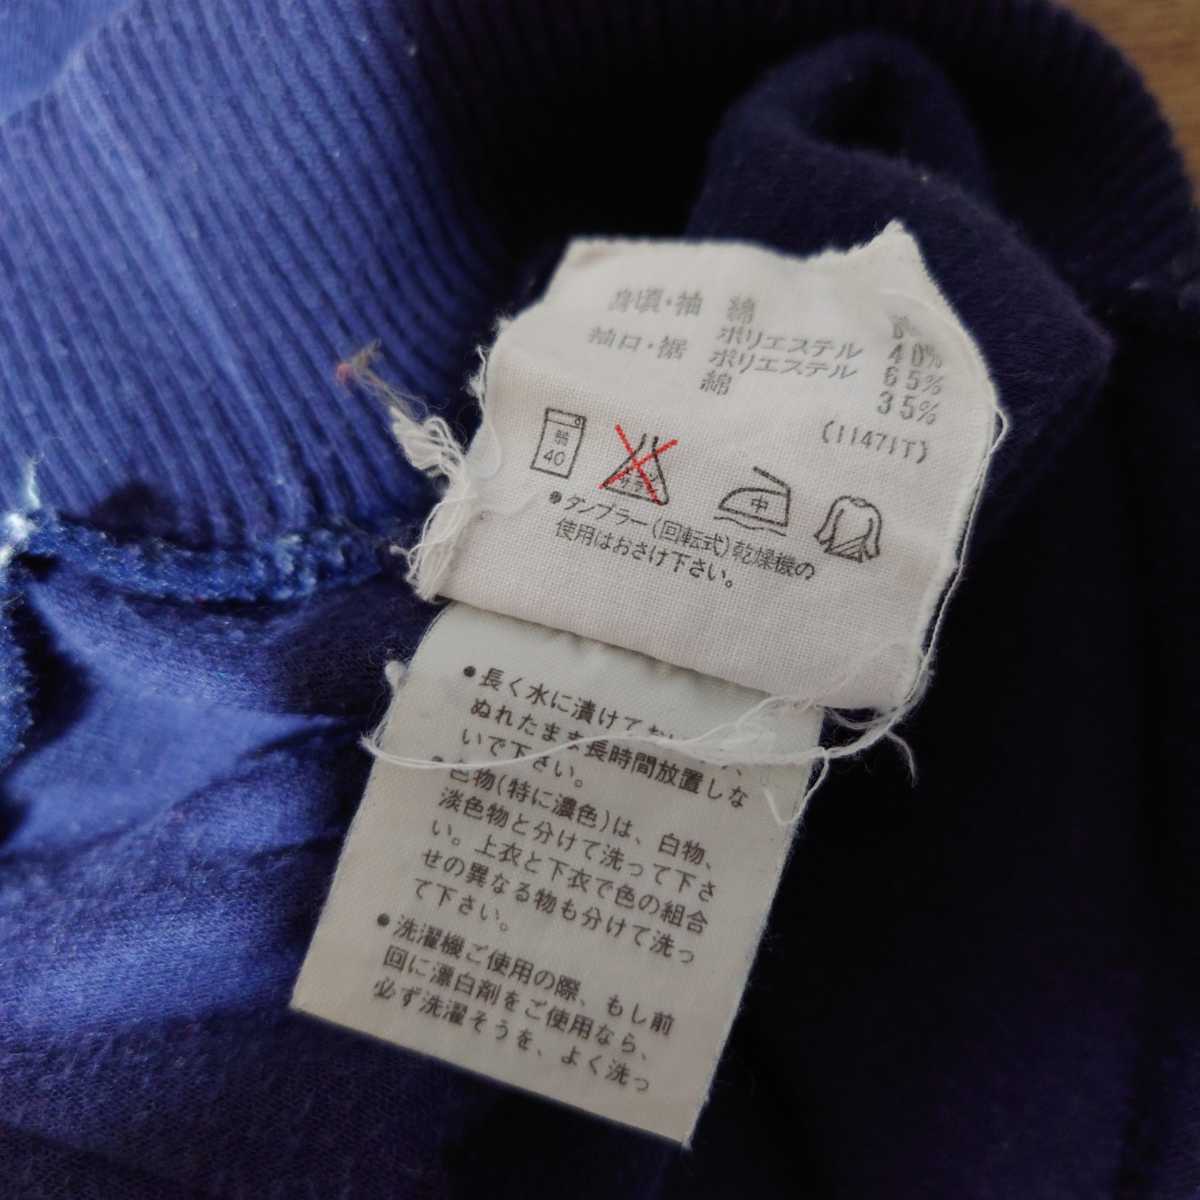 身頃・袖 綿
ポリエステル 40%
袖口・裾 ポリエステル 65%
綿 35%
(11471T)
弱
40
中
●タンブラー(回転式)乾燥機の
使用はおさけ下さい。
●長く水に漬けてお
ぬれたまま長時間放置しな
いで下さい。
●色物(特に濃色)は、白物、
淡色物と分けて洗って下さ
い。上衣と下衣で色の組合
せの異なる物も分けて洗っ
て下さい。
●洗濯機ご使用の際、もし前
回に漂白剤をご使用なら、
必ず洗濯そうを、よく洗っ